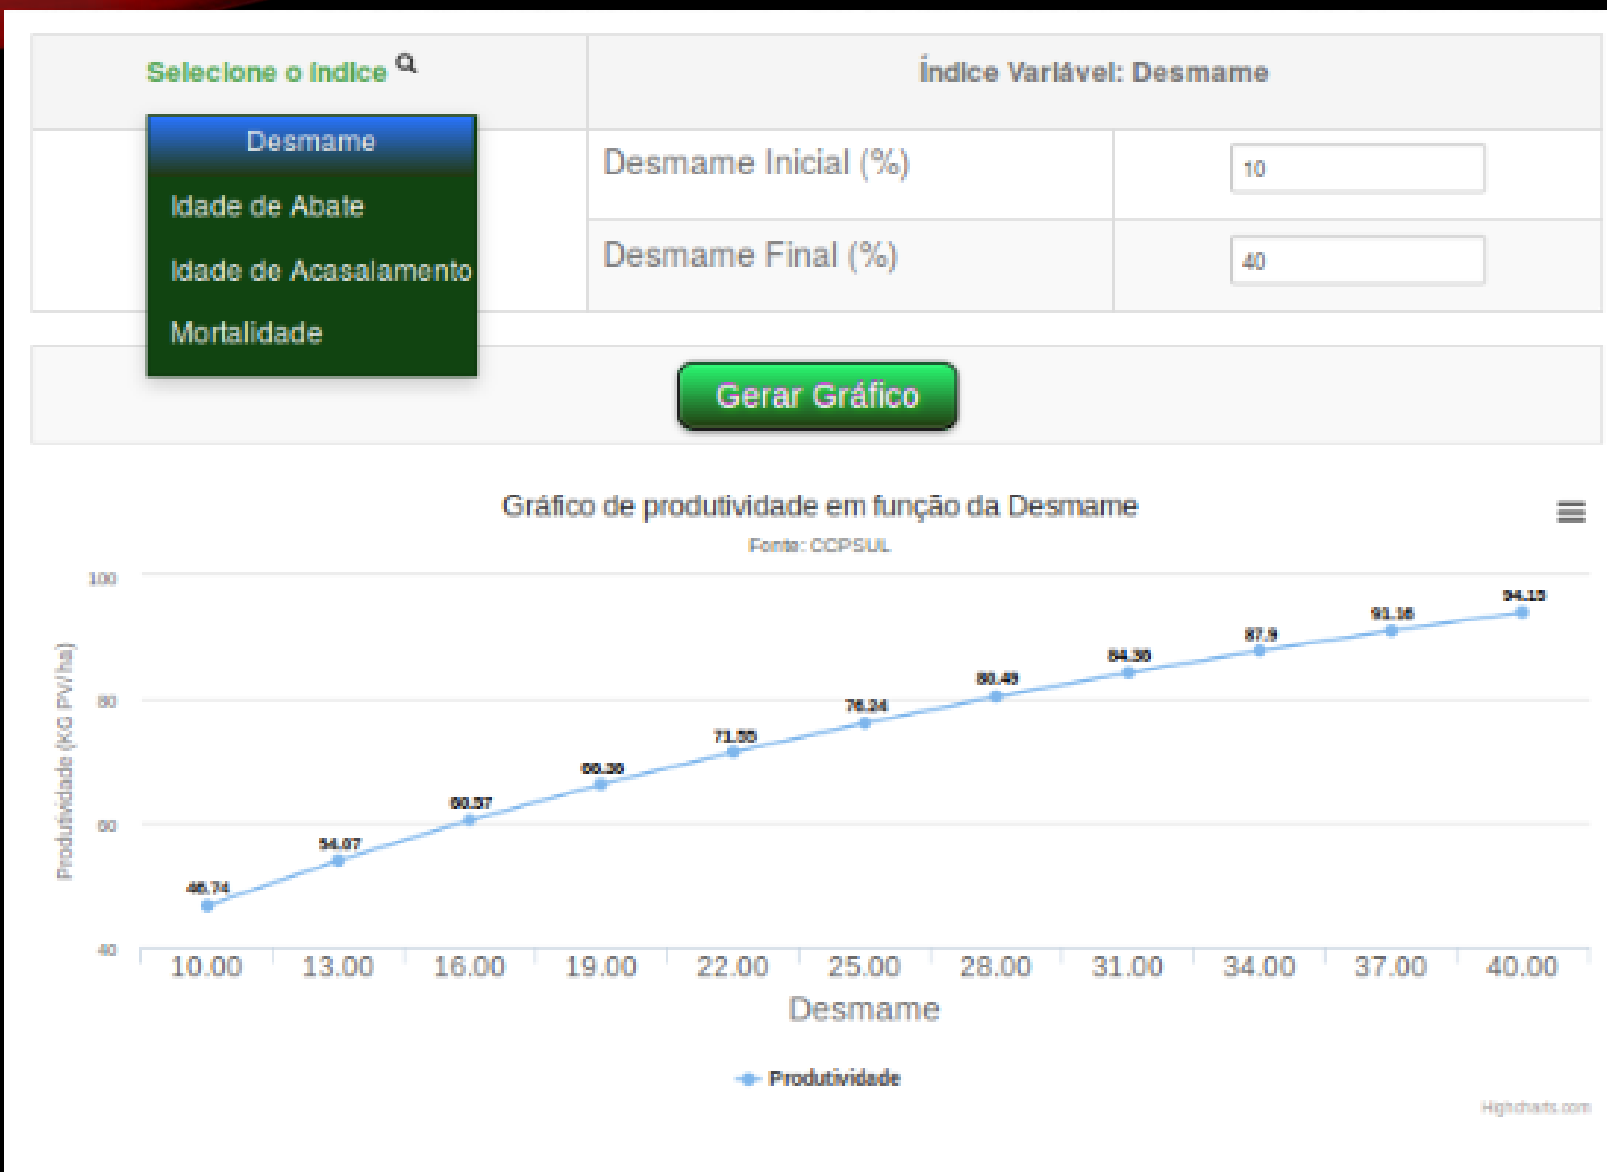 Selecione o índice
Índice Variável: Desmame
Desmame
Idade de Abate
Idade de Acasalamento
Mortalidade
Desmame Inicial (%)
10
Desmame Final (%)
40
Gerar Gráfico
Gráfico de produtividade em função da Desmame
Fonte: CCPSUL
Produtividade (KG PV/ha)
100
80
60
40
46.74
54.07
60.57
71.55
76.24
80.49
84.36
87.9
91.16
94.15
10.00 13.00 16.00 19.00 22.00 25.00 28.00 31.00 34.00 37.00 40.00
Desmame
Produtividade
Highcharts.com